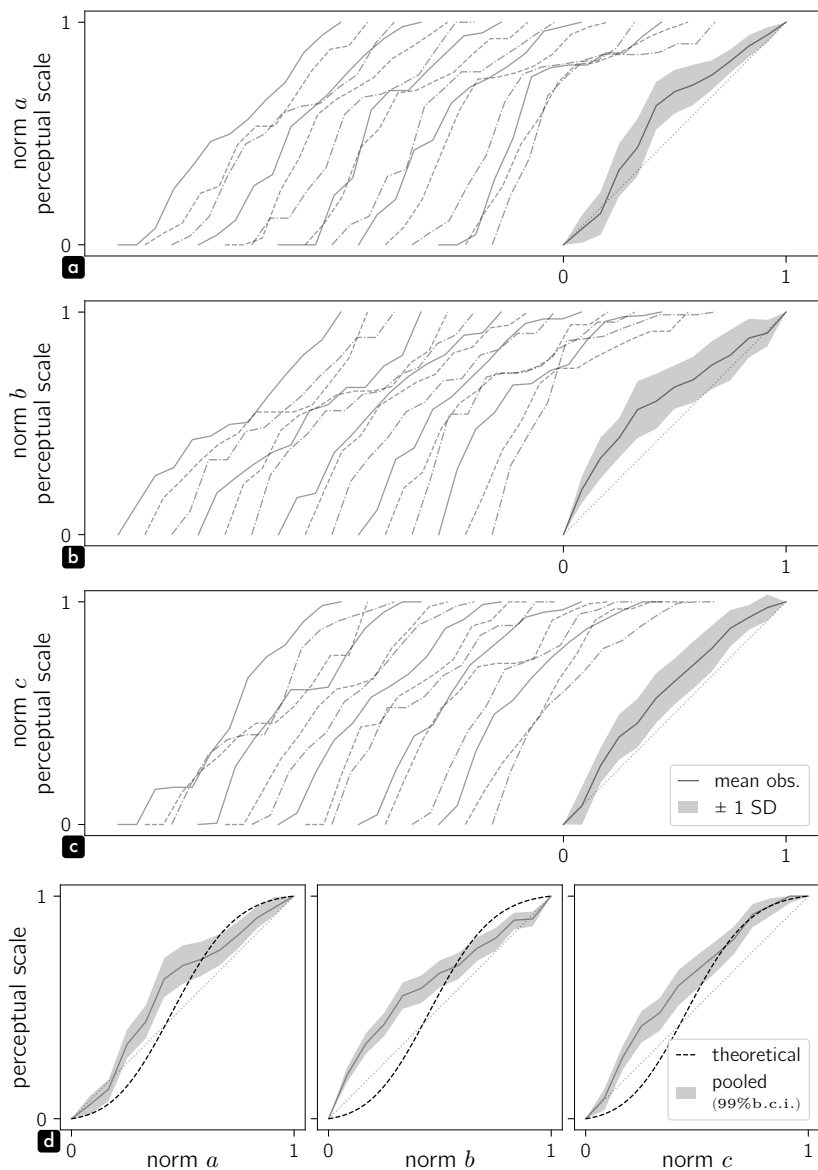 1
norm a
perceptual scale
0
a
0
1
1
norm b
perceptual scale
0
b
0
1
1
norm c
perceptual scale
mean obs.
± 1 SD
0
c
0
1
1
perceptual scale
theoretical
pooled
(99%b.c.i.)
0
d
0
norm a
1
0
norm b
1
0
norm c
1